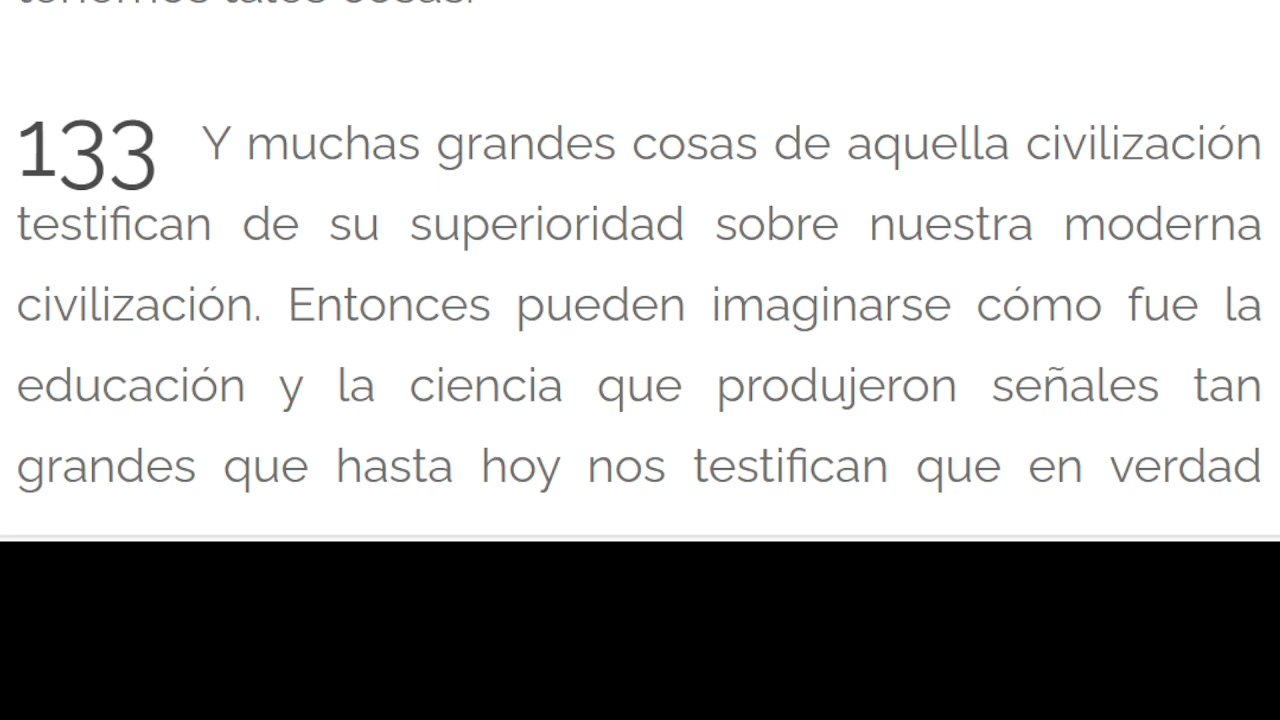 133 Y muchas grandes cosas de aquella civilización
testifican de su superioridad sobre nuestra moderna
civilización. Entonces pueden imaginarse cómo fue la
educación y la ciencia que produjeron señales tan
grandes que hasta hoy nos testifican que en verdad